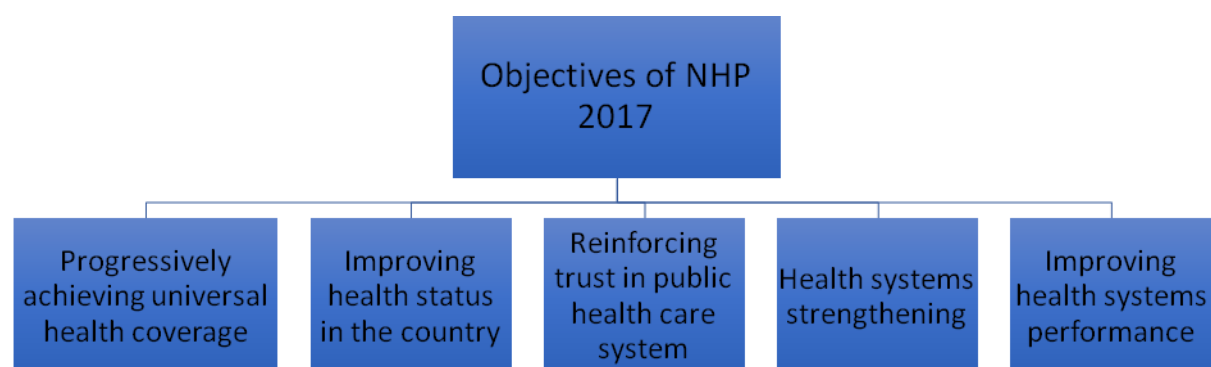 Objectives of NHP
2017
Progressively
achieving universal
health coverage
Improving
health status
in the country
Reinforcing
trust in public
health care
system
Health systems
strengthening
Improving
health systems
performance